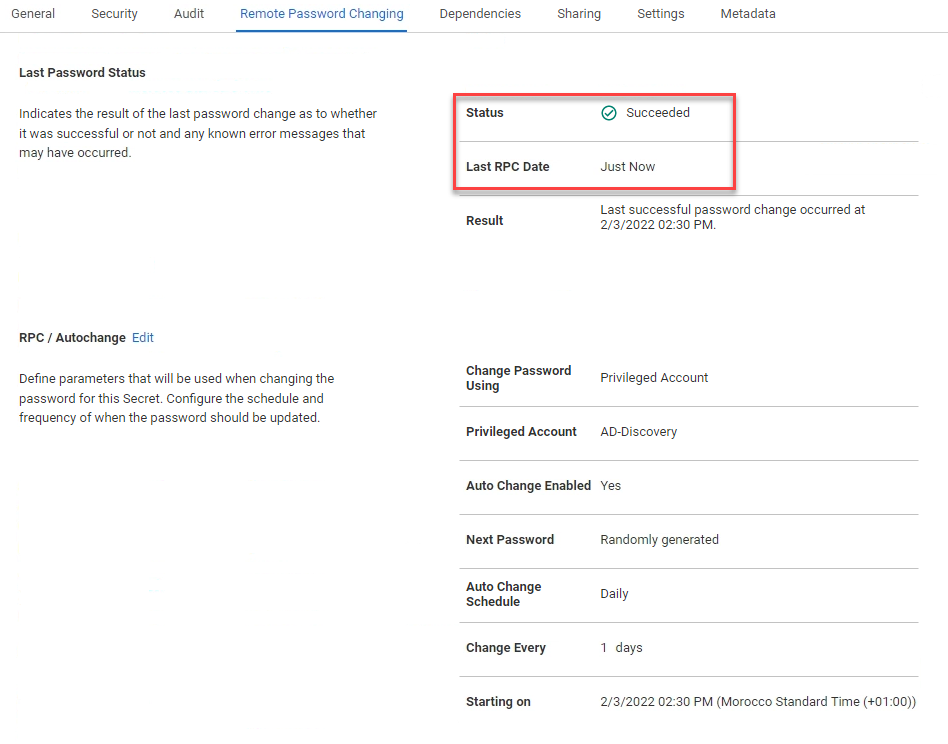 General Security Audit Remote Password Changing Dependencies Sharing Settings Metadata
Last Password Status
Indicates the result of the last password change as to whether
it was successful or not and any known error messages that
may have occurred.
Status Succeeded
Last RPC Date Just Now
Result
Last successful password change occurred at
2/3/2022 02:30 PM.
RPC / Autochange Edit
Define parameters that will be used when changing the
password for this Secret. Configure the schedule and
frequency of when the password should be updated.
Change Password
Using
Privileged Account
Privileged Account AD-Discovery
Auto Change Enabled Yes
Next Password Randomly generated
Auto Change
Schedule
Daily
Change Every 1 days
Starting on 2/3/2022 02:30 PM (Morocco Standard Time (+01:00))